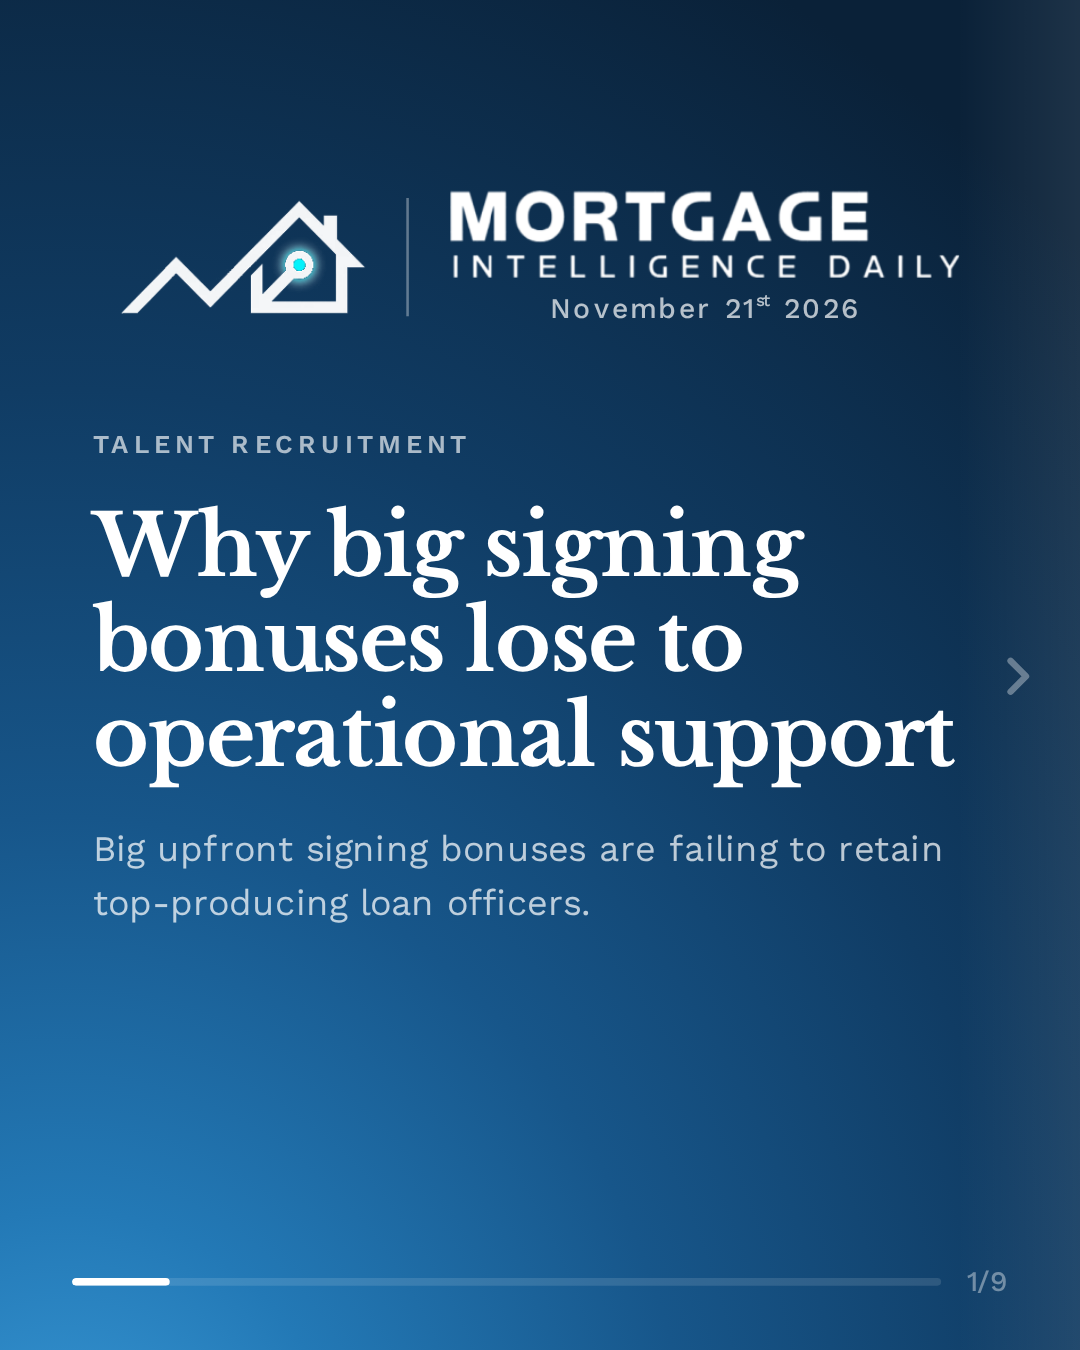 MORTGAGE
INTELLIGENCE DAILY
November 21st 2026
TALENT RECRUITMENT
Why big signing
bonuses lose to
operational support
Big upfront signing bonuses are failing to retain
top-producing loan officers.
1/9